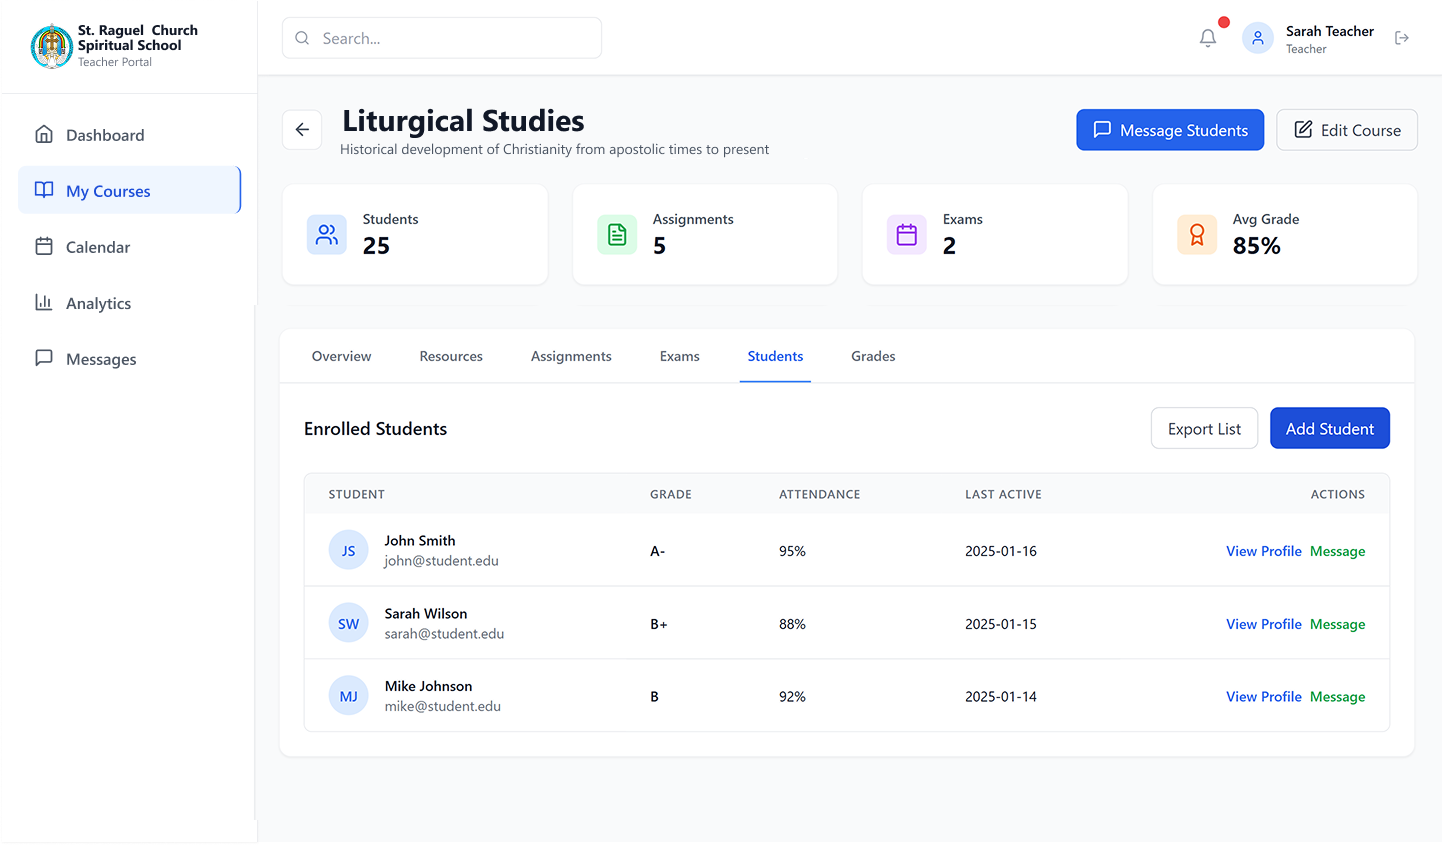 St. Raguel Church
Spiritual School
Teacher Portal
Search...
Sarah Teacher
Teacher
Dashboard
My Courses
Calendar
Analytics
Messages
Liturgical Studies
Historical development of Christianity from apostolic times to present
Message Students
Edit Course
Students
25
Assignments
5
Exams
2
Avg Grade
85%
Overview Resources Assignments Exams Students Grades
Enrolled Students
Export List
Add Student
STUDENT GRADE ATTENDANCE LAST ACTIVE ACTIONS
JS
John Smith
john@student.edu
A- 95% 2025-01-16 View Profile Message
SW
Sarah Wilson
sarah@student.edu
B+ 88% 2025-01-15 View Profile Message
MJ
Mike Johnson
mike@student.edu
B 92% 2025-01-14 View Profile Message